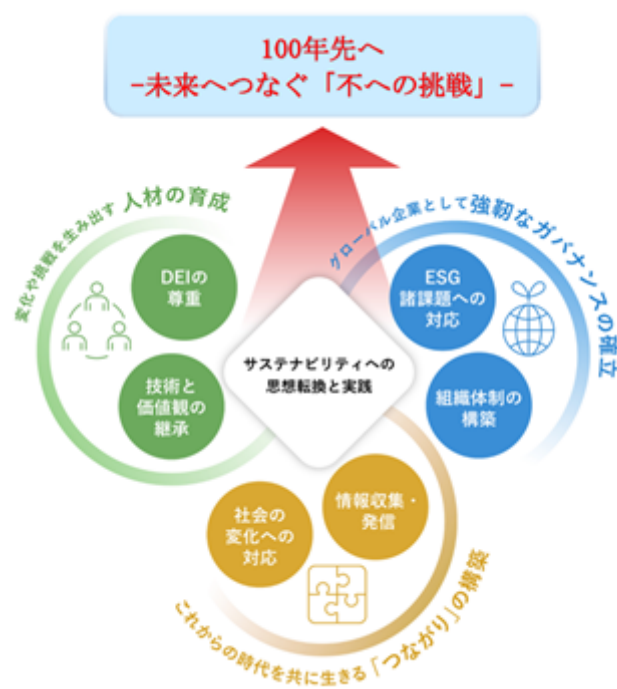 100年先へ
-未来へつなぐ「不への挑戦」-
変化や挑戦を生み出す 人材の育成
DEIの
尊重
技術と
価値観の
継承
グローバル企業として強靭なガバナンスの確立
ESG
諸課題への
対応
組織体制の
構築
サステナビリティへの
思想転換と実践
社会の
変化への
対応
情報収集・
発信
これからの時代を共に生きる「つながり」の構築